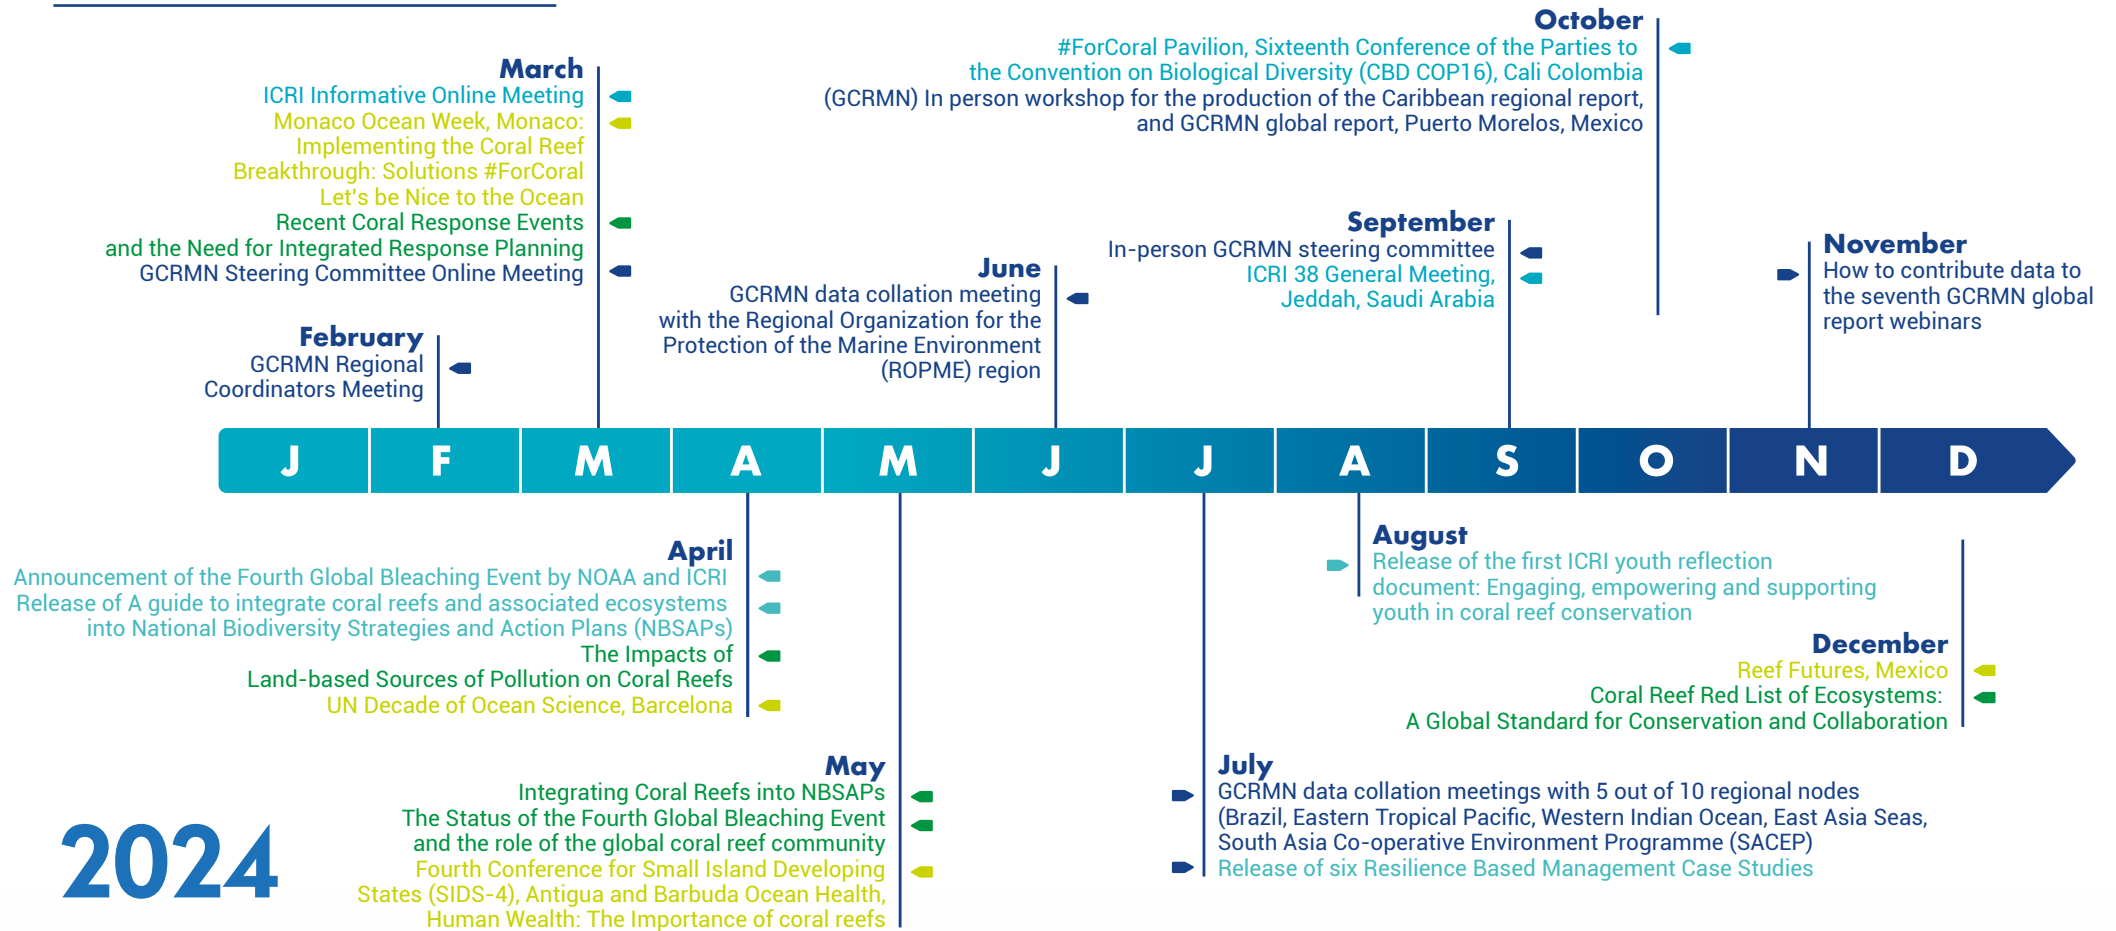 October
#ForCoral Pavilion, Sixteenth Conference of the Parties to
the Convention on Biological Diversity (CBD COP16), Cali Colombia
(GCRMN) In person workshop for the production of the Caribbean regional report,
and GCRMN global report, Puerto Morelos, Mexico
March
ICRI Informative Online Meeting
Monaco Ocean Week, Monaco:
Implementing the Coral Reef
Breakthrough: Solutions #ForCoral
Let's be Nice to the Ocean
Recent Coral Response Events
and the Need for Integrated Response Planning
GCRMN Steering Committee Online Meeting
September
In-person GCRMN steering committee
ICRI 38 General Meeting,
Jeddah, Saudi Arabia
November
How to contribute data to
the seventh GCRMN global
report webinars
June
GCRMN data collation meeting
with the Regional Organization for the
Protection of the Marine Environment
(ROPME) region
February
GCRMN Regional
Coordinators Meeting
J F M A M J J A S O N D
April
Announcement of the Fourth Global Bleaching Event by NOAA and ICRI
Release of A guide to integrate coral reefs and associated ecosystems
into National Biodiversity Strategies and Action Plans (NBSAPs)
The Impacts of
Land-based Sources of Pollution on Coral Reefs
UN Decade of Ocean Science, Barcelona
August
Release of the first ICRI youth reflection
document: Engaging, empowering and supporting
youth in coral reef conservation
December
Reef Futures, Mexico
Coral Reef Red List of Ecosystems:
A Global Standard for Conservation and Collaboration
May
Integrating Coral Reefs into NBSAPs
The Status of the Fourth Global Bleaching Event
and the role of the global coral reef community
Fourth Conference for Small Island Developing
States (SIDS-4), Antigua and Barbuda Ocean Health,
Human Wealth: The Importance of coral reefs
July
GCRMN data collation meetings with 5 out of 10 regional nodes
(Brazil, Eastern Tropical Pacific, Western Indian Ocean, East Asia Seas,
South Asia Co-operative Environment Programme (SACEP)
Release of six Resilience Based Management Case Studies
2024